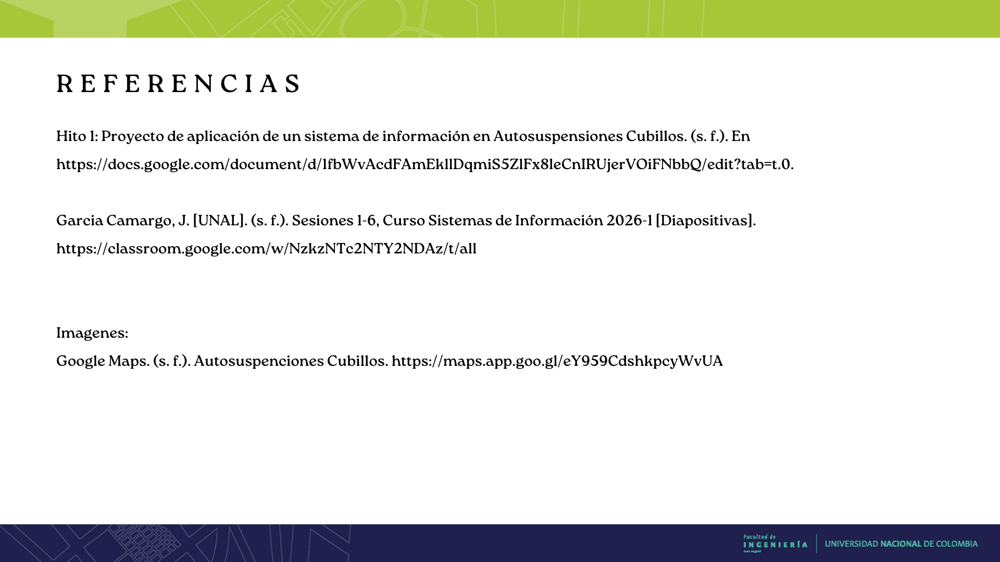 REFERENCIAS
Hito 1: Proyecto de aplicación de un sistema de información en Autosuspensiones Cubillos. (s. f.). En
https://docs.google.com/document/d/1fbWvAcdFAmEkllDqmiS5ZlFx8leCnIRUjerVOiFNbbQ/edit?tab=t.0.
Garcia Camargo, J. [UNAL]. (s. f.). Sesiones 1-6, Curso Sistemas de Información 2026-1 [Diapositivas].
https://classroom.google.com/w/NzkzNTc2NTY2NDAz/t/all
Imagenes:
Google Maps. (s. f.). Autosuspenciones Cubillos. https://maps.app.goo.gl/eY959CdshkpcyWvUA
Facultad de
INGENIERÍA
Sede Bogotá
UNIVERSIDAD NACIONAL DE COLOMBIA